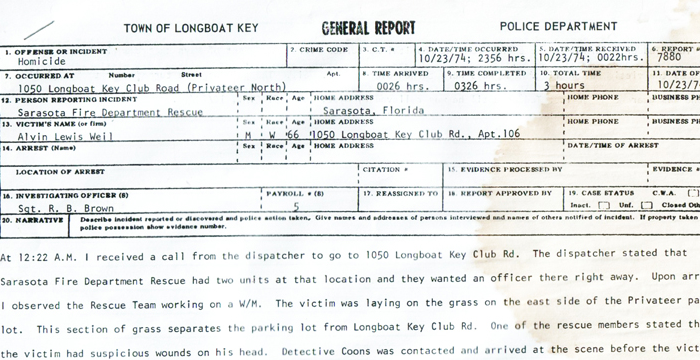 TOWN OF LONGBOAT KEY GENERAL REPORT POLICE DEPARTMENT
1. OFFENSE OR INCIDENT 2. CRIME CODE 3. C.T. # 4. DATE/TIME OCCURRED 5. DATE/TIME RECEIVED 6. REPORT #
Homicide 10/23/74; 2356 hrs. 10/23/74; 0022hrs. 7880
7. OCCURRED AT Number Street Apt. 8. TIME ARRIVED 9. TIME COMPLETED 10. TOTAL TIME 11. DATE OF
1050 Longboat Key Club Road (Privateer North) 0026 hrs. 0326 hrs. 3 hours 10/23/7
12. PERSON REPORTING INCIDENT Sex Race Age HOME ADDRESS HOME PHONE BUSINESS P
Sarasota Fire Department Rescue Sarasota, Florida
13. VICTIM'S NAME (or firm) Sex Race Age HOME ADDRESS HOME PHONE BUSINESS PH
Alvin Lewis Weil M W 66 1050 Longboat Key Club Rd., Apt.106
14. ARREST (Name) Sex Race Age HOME ADDRESS DATE/TIME OF ARREST
LOCATION OF ARREST CITATION # 15. EVIDENCE PROCESSED BY EVIDENCE #
16. INVESTIGATING OFFICER (S) PAYROLL # (S) 17. REASSIGNED TO 18. REPORT APPROVED BY 19. CASE STATUS C.W.A.
Sgt. R. B. Brown 5 Inact. Unf. Closed Oth
20. NARRATIVE Describe incident reported or discovered and police action taken. Give names and addresses of persons interviewed and names of others notified of incident. If property taken
police possession show evidence number.
At 12:22 A.M. I received a call from the dispatcher to go to 1050 Longboat Key Club Rd. The dispatcher stated that
Sarasota Fire Department Rescue had two units at that location and they wanted an officer there right away. Upon arr
I observed the Rescue Team working on a W/M. The victim was laying on the grass on the east side of the Privateer pa
lot. This section of grass separates the parking lot from Longboat Key Club Rd. One of the rescue members stated th
the victim had suspicious wounds on his head. Detective Coons was contacted and arrived at the scene before the vict